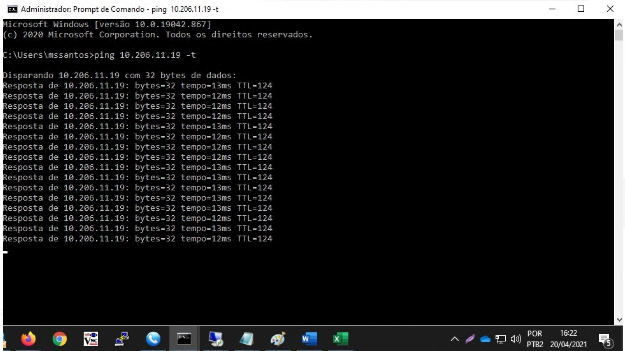 Administrador: Prompt de Comando - ping 10.206.11.19 -t
Microsoft Windows [versão 10.0.19042.867]
(c) 2020 Microsoft Corporation. Todos os direitos reservados.
C:\Users\mssantos>ping 10.206.11.19 -t
Disparando 10.206.11.19 com 32 bytes de dados:
Resposta de 10.206.11.19: bytes=32 tempo=13ms TTL=124
Resposta de 10.206.11.19: bytes=32 tempo=12ms TTL=124
Resposta de 10.206.11.19: bytes=32 tempo=12ms TTL=124
Resposta de 10.206.11.19: bytes=32 tempo=12ms TTL=124
Resposta de 10.206.11.19: bytes=32 tempo=13ms TTL=124
Resposta de 10.206.11.19: bytes=32 tempo=12ms TTL=124
Resposta de 10.206.11.19: bytes=32 tempo=12ms TTL=124
Resposta de 10.206.11.19: bytes=32 tempo=12ms TTL=124
Resposta de 10.206.11.19: bytes=32 tempo=13ms TTL=124
Resposta de 10.206.11.19: bytes=32 tempo=13ms TTL=124
Resposta de 10.206.11.19: bytes=32 tempo=13ms TTL=124
Resposta de 10.206.11.19: bytes=32 tempo=13ms TTL=124
Resposta de 10.206.11.19: bytes=32 tempo=12ms TTL=124
Resposta de 10.206.11.19: bytes=32 tempo=12ms TTL=124
Resposta de 10.206.11.19: bytes=32 tempo=13ms TTL=124
Resposta de 10.206.11.19: bytes=32 tempo=12ms TTL=124
POR
PTB2
16:22
20/04/2021
5